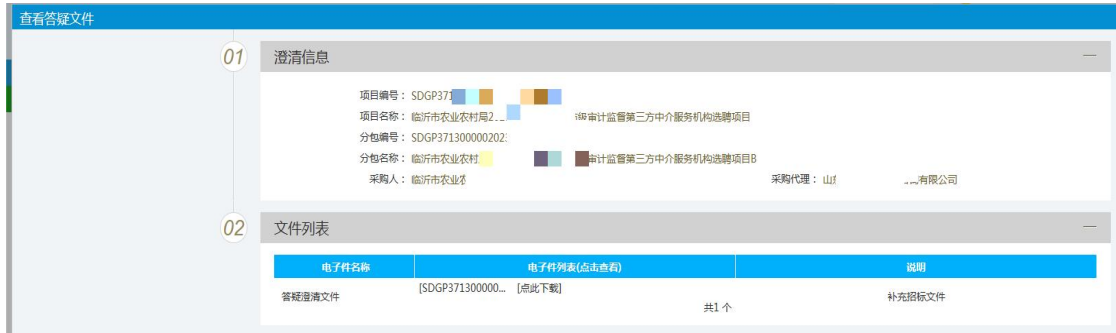 查看答疑文件
01 澄清信息
项目编号： SDGP371
项目名称： 临沂市农业农村局2 级审计监督第三方中介服务机构选聘项目
分包编号： SDGP371300000202
分包名称： 临沂市农业农村 审计监督第三方中介服务机构选聘项目B
采购人： 临沂市农业 采购代理： 山 有限公司
02 文件列表
电子件名称 电子件列表(点击查看) 说明
答疑澄清文件 [SDGP371300000... [点此下载] 补充招标文件
共1 个